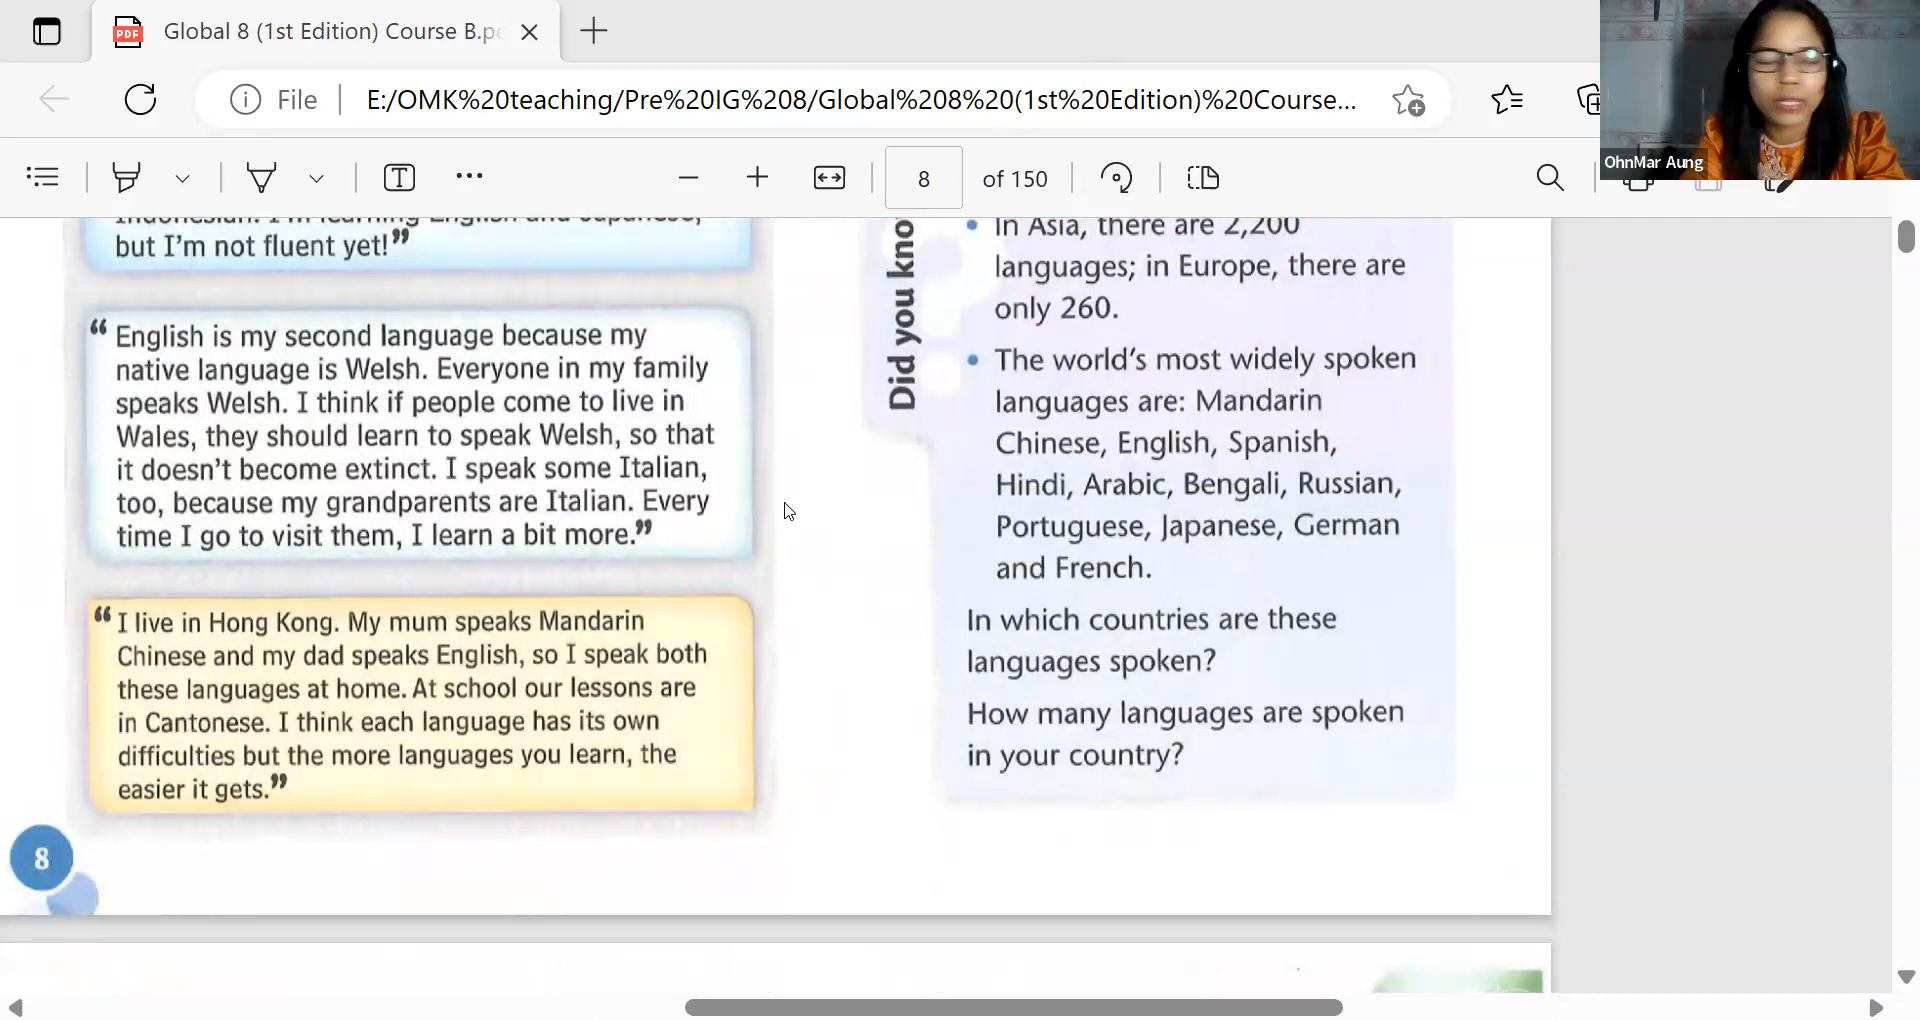 Global 8 (1st Edition) Course B.p
File
E:/OMK%20teaching/Pre%20IG%208/Global%208%20(1st%20Edition)%20Course...
OhnMar Aung
8 of 150
Indonesian. I'm learning English and Japanese,
but I'm not fluent yet!”
“English is my second language because my
native language is Welsh. Everyone in my family
speaks Welsh. I think if people come to live in
Wales, they should learn to speak Welsh, so that
it doesn't become extinct. I speak some Italian,
too, because my grandparents are Italian. Every
time I go to visit them, I learn a bit more.”
“I live in Hong Kong. My mum speaks Mandarin
Chinese and my dad speaks English, so I speak both
these languages at home. At school our lessons are
in Cantonese. I think each language has its own
difficulties but the more languages you learn, the
easier it gets.”
8
Did you kno
• In Asia, there are 2,200
languages; in Europe, there are
only 260.
• The world's most widely spoken
languages are: Mandarin
Chinese, English, Spanish,
Hindi, Arabic, Bengali, Russian,
Portuguese, Japanese, German
and French.
In which countries are these
languages spoken?
How many languages are spoken
in your country?